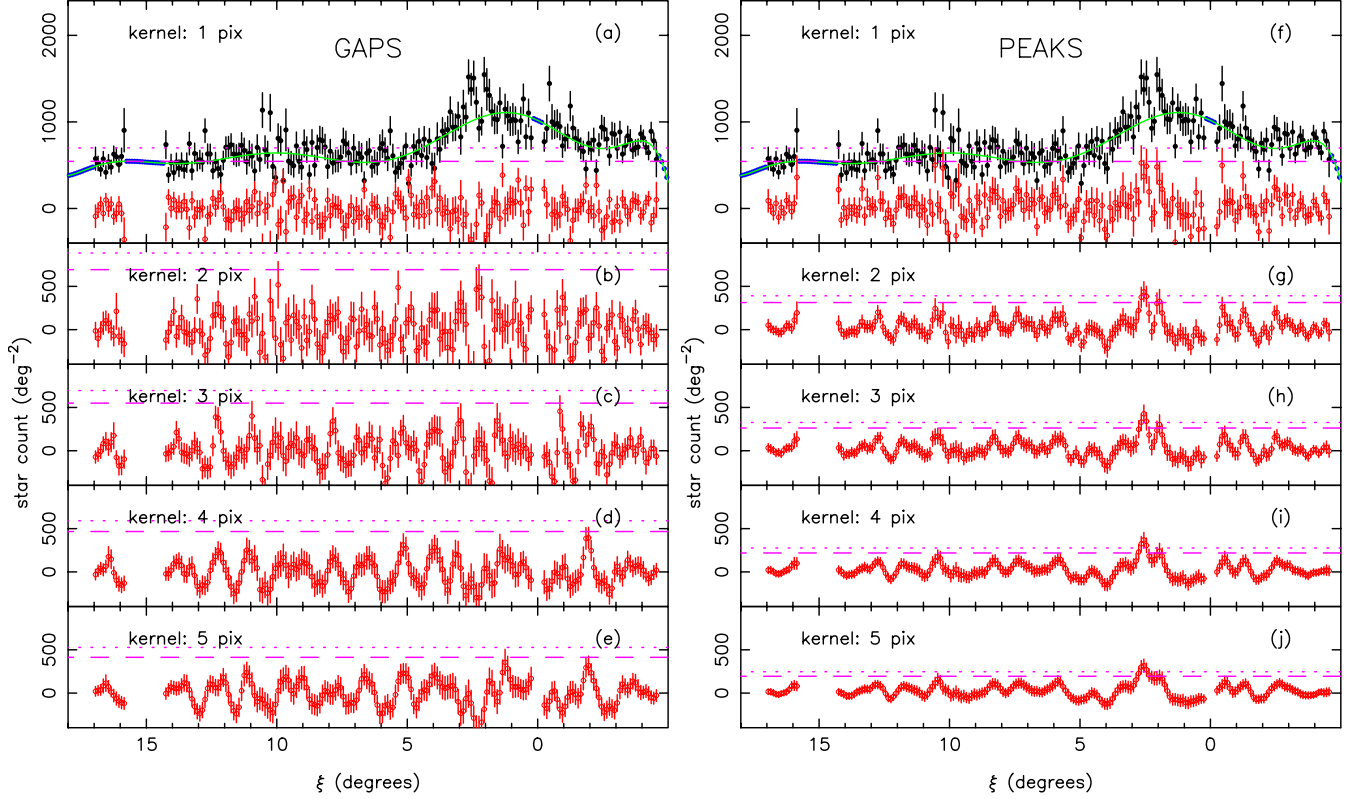 kernel: 1 pix
GAPS
(a)
2000
1000
0
kernel: 2 pix
(b)
500
0
kernel: 3 pix
(c)
500
0
kernel: 4 pix
(d)
500
0
kernel: 5 pix
(e)
500
0
star count (deg⁻²)
15 10 5 0
ξ (degrees)
kernel: 1 pix
PEAKS
(f)
2000
1000
0
kernel: 2 pix
(g)
500
0
kernel: 3 pix
(h)
500
0
kernel: 4 pix
(i)
500
0
kernel: 5 pix
(j)
500
0
star count (deg⁻²)
15 10 5 0
ξ (degrees)